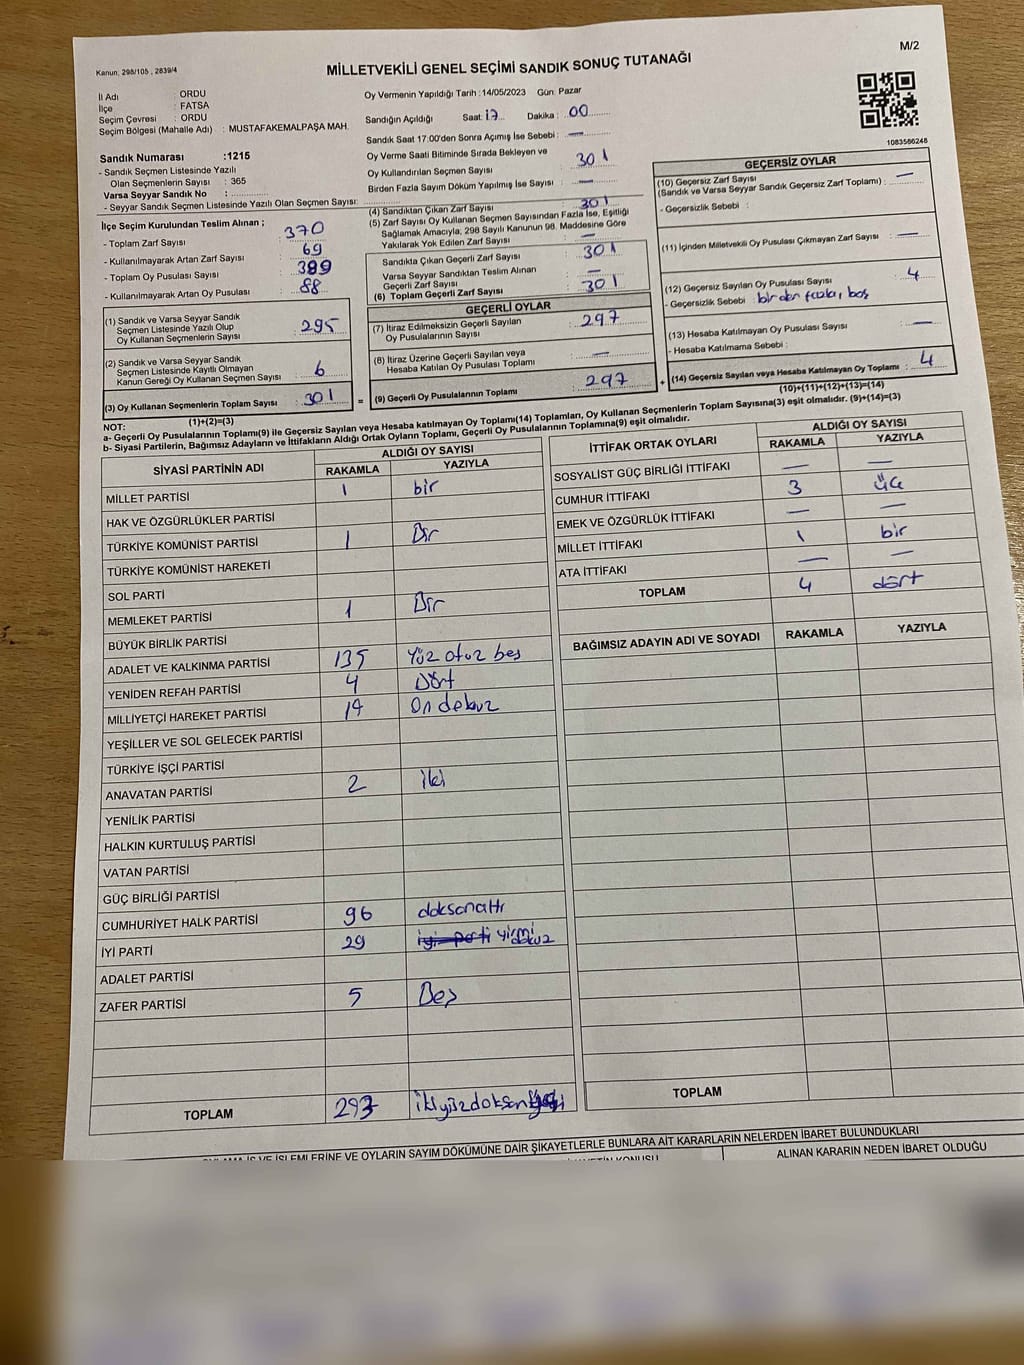 Kanun: 298/105 , 2839/4
M/2
MİLLETVEKİLİ GENEL SEÇİMİ SANDIK SONUÇ TUTANAĞI
İl Adı : ORDU
İlçe : FATSA
Seçim Çevresi : ORDU
Seçim Bölgesi (Mahalle Adı) : MUSTAFAKEMALPAŞA MAH.
Oy Vermenin Yapıldığı Tarih : 14/05/2023 Gün: Pazar
Sandığın Açıldığı Saat: 17 Dakika : 00
Sandık Saat 17:00'den Sonra Açımış İse Sebebi : —
Oy Verme Saati Bitiminde Sırada Bekleyen ve
Oy Kullandırılan Seçmen Sayısı : 301
Birden Fazla Sayım Döküm Yapılmış İse Sayısı : —
1083586248
Sandık Numarası :1215
- Sandık Seçmen Listesinde Yazılı
Olan Seçmenlerin Sayısı : 365
Varsa Seyyar Sandık No :
- Seyyar Sandık Seçmen Listesinde Yazılı Olan Seçmen Sayısı:
İlçe Seçim Kurulundan Teslim Alınan ;
- Toplam Zarf Sayısı : 370
- Kullanılmayarak Artan Zarf Sayısı : 69
- Toplam Oy Pusulası Sayısı : 389
- Kullanılmayarak Artan Oy Pusulası : 88
(1) Sandık ve Varsa Seyyar Sandık
Seçmen Listesinde Yazılı Olup
Oy Kullanan Seçmenlerin Sayısı : 295
(2) Sandık ve Varsa Seyyar Sandık
Seçmen Listesinde Kayıtlı Olmayan
Kanun Gereği Oy Kullanan Seçmen Sayısı : 6
(3) Oy Kullanan Seçmenlerin Toplam Sayısı : 301
(1)+(2)=(3)
(4) Sandıktan Çıkan Zarf Sayısı : 301
(5) Zarf Sayısı Oy Kullanan Seçmen Sayısından Fazla İse, Eşitliği
Sağlamak Amacıyla, 298 Sayılı Kanunun 98. Maddesine Göre
Yakılarak Yok Edilen Zarf Sayısı : —
Sandıkta Çıkan Geçerli Zarf Sayısı : 301
Varsa Seyyar Sandıktan Teslim Alınan
Geçerli Zarf Sayısı : —
(6) Toplam Geçerli Zarf Sayısı : 301
GEÇERLİ OYLAR
(7) İtiraz Edilmeksizin Geçerli Sayılan
Oy Pusulalarının Sayısı : 297
(8) İtiraz Üzerine Geçerli Sayılan veya
Hesaba Katılan Oy Pusulası Toplamı : —
= (9) Geçerli Oy Pusulalarının Toplamı : 297 +
GEÇERSİZ OYLAR
(10) Geçersiz Zarf Sayısı
(Sandık ve Varsa Seyyar Sandık Geçersiz Zarf Toplamı) : —
- Geçersizlik Sebebi :
(11) İçinden Milletvekili Oy Pusulası Çıkmayan Zarf Sayısı : —
(12) Geçersiz Sayılan Oy Pusulası Sayısı : 4
- Geçersizlik Sebebi : birden fazla, boş
(13) Hesaba Katılmayan Oy Pusulası Sayısı : —
- Hesaba Katılmama Sebebi :
(14) Geçersiz Sayılan veya Hesaba Katılmayan Oy Toplamı : 4
(10)+(11)+(12)+(13)=(14)
NOT:
a- Geçerli Oy Pusulalarının Toplamı(9) ile Geçersiz Sayılan veya Hesaba katılmayan Oy Toplamı(14) Toplamları, Oy Kullanan Seçmenlerin Toplam Sayısına(3) eşit olmalıdır. (9)+(14)=(3)
b- Siyasi Partilerin, Bağımsız Adayların ve İttifakların Aldığı Ortak Oyların Toplamı, Geçerli Oy Pusulalarının Toplamına(9) eşit olmalıdır.
SİYASİ PARTİNİN ADI ALDIĞI OY SAYISI
RAKAMLA YAZIYLA
MİLLET PARTİSİ 1 bir
HAK VE ÖZGÜRLÜKLER PARTİSİ
TÜRKİYE KOMÜNİST PARTİSİ 1 Bir
TÜRKİYE KOMÜNİST HAREKETİ
SOL PARTİ
MEMLEKET PARTİSİ 1 Bir
BÜYÜK BİRLİK PARTİSİ
ADALET VE KALKINMA PARTİSİ 135 Yüz otuz beş
YENİDEN REFAH PARTİSİ 4 Dört
MİLLİYETÇİ HAREKET PARTİSİ 19 On dokuz
YEŞİLLER VE SOL GELECEK PARTİSİ
TÜRKİYE İŞÇİ PARTİSİ
ANAVATAN PARTİSİ 2 iki
YENİLİK PARTİSİ
HALKIN KURTULUŞ PARTİSİ
VATAN PARTİSİ
GÜÇ BİRLİĞİ PARTİSİ
CUMHURİYET HALK PARTİSİ 96 doksanaltı
İYİ PARTİ 29 iyi parti yirmi dokuz
ADALET PARTİSİ
ZAFER PARTİSİ 5 Beş
TOPLAM 293 ikiyüzdoksan
İTTİFAK ORTAK OYLARI ALDIĞI OY SAYISI
RAKAMLA YAZIYLA
SOSYALİST GÜÇ BİRLİĞİ İTTİFAKI — —
CUMHUR İTTİFAKI 3 üç
EMEK VE ÖZGÜRLÜK İTTİFAKI — —
MİLLET İTTİFAKI 1 bir
ATA İTTİFAKI — —
TOPLAM 4 dört
BAĞIMSIZ ADAYIN ADI VE SOYADI RAKAMLA YAZIYLA
TOPLAM
İŞ VE İŞLEMLERİNE VE OYLARIN SAYIM DÖKÜMÜNE DAİR ŞİKAYETLERLE BUNLARA AİT KARARLARIN NELERDEN İBARET BULUNDUKLARI
ALINAN KARARIN NEDEN İBARET OLDUĞU